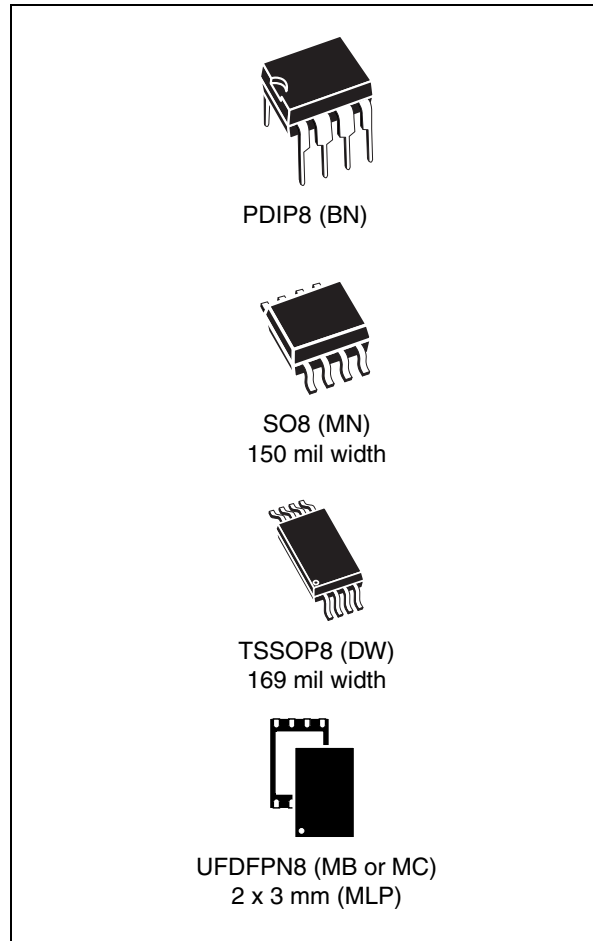 PDIP8 (BN)
SO8 (MN)
150 mil width
TSSOP8 (DW)
169 mil width
UFDFPN8 (MB or MC)
2 x 3 mm (MLP)